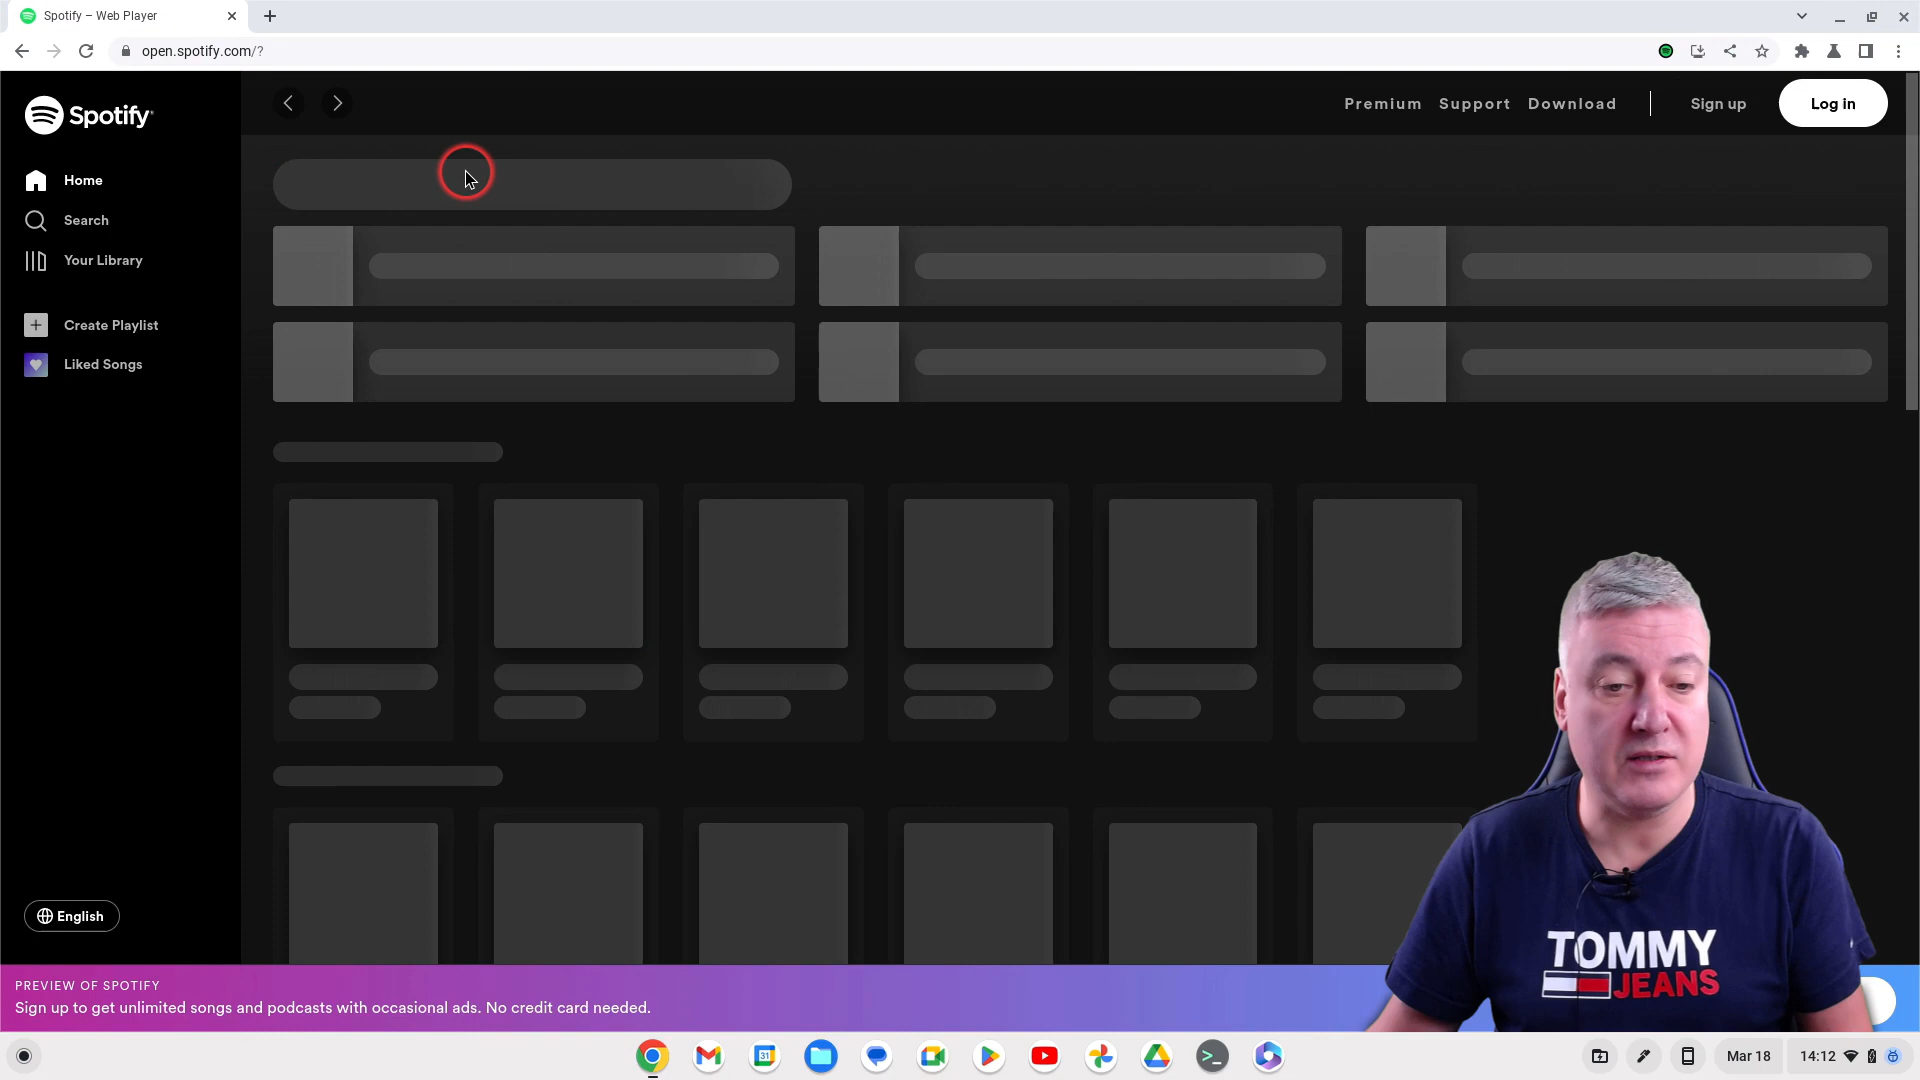 Spotify – Web Player
open.spotify.com/?
Spotify
Premium Support Download Sign up Log in
Home
Search
Your Library
Create Playlist
Liked Songs
English
PREVIEW OF SPOTIFY
Sign up to get unlimited songs and podcasts with occasional ads. No credit card needed.
TOMMY
JEANS
31
Mar 18
14:12